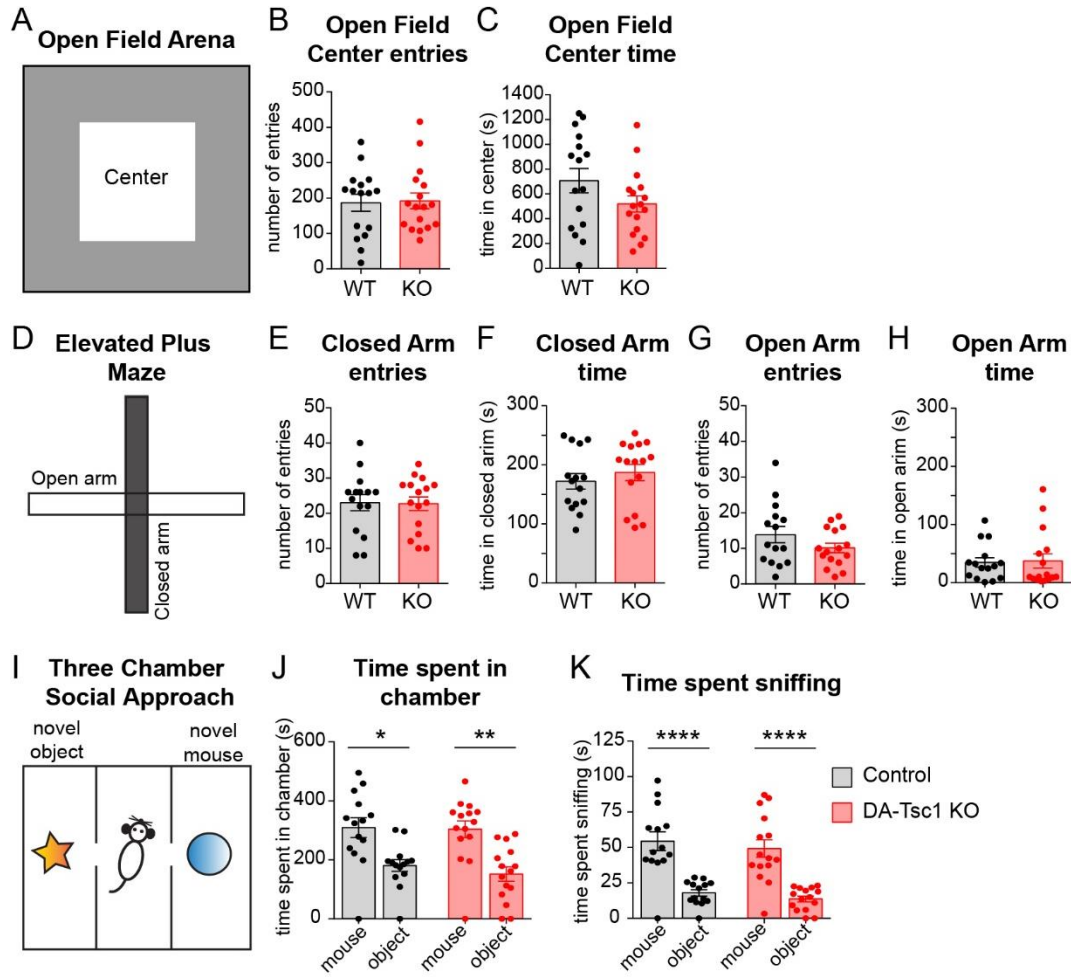 A
Open Field Arena
Center
B
Open Field
Center entries
number of entries
500
400
300
200
100
0
WT KO
C
Open Field
Center time
time in center (s)
1400
1200
1000
800
600
400
200
0
WT KO
D
Elevated Plus
Maze
Open arm
Closed arm
E
Closed Arm
entries
number of entries
50
40
30
20
10
0
WT KO
F
Closed Arm
time
time in closed arim (s)
300
200
100
0
WT KO
G
Open Arm
entries
number of entries
50
40
30
20
10
0
WT KO
H
Open Arm
time
time in open arim (s)
300
200
100
0
WT KO
I
Three Chamber
Social Approach
novel
object
novel
mouse
J
Time spent in
chamber
time spent in chamber (s)
600
400
200
0
* **
mouse object mouse object
K
Time spent sniffing
time spent sniffing (s)
125
100
75
50
25
0
**** ****
mouse object mouse object
Control
DA-Tsc1 KO